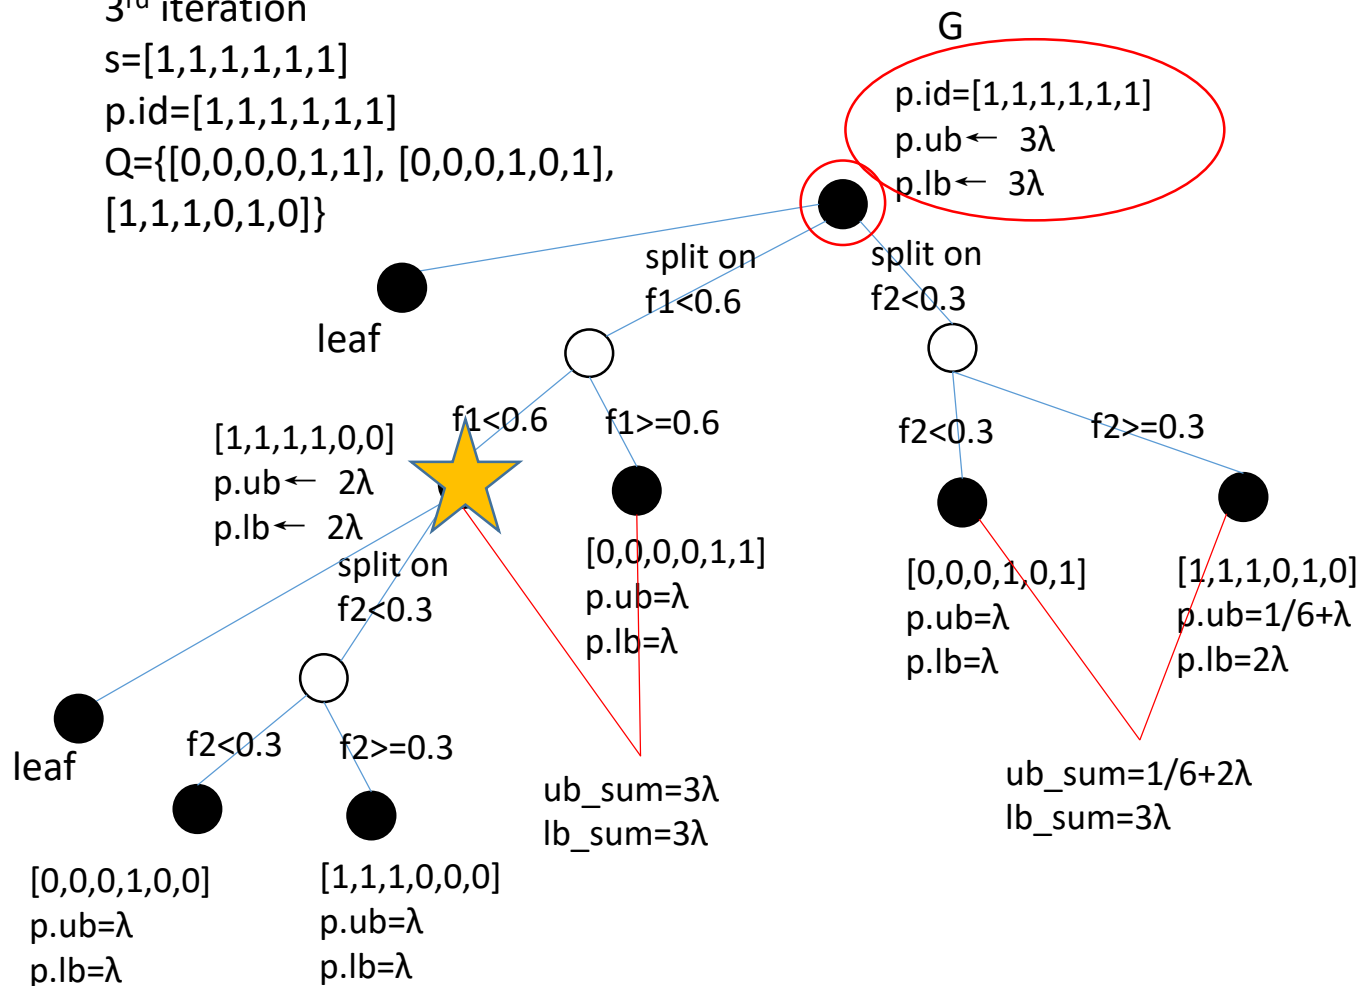 3rd iteration
s=[1,1,1,1,1,1]
p.id=[1,1,1,1,1,1]
Q={[0,0,0,0,1,1], [0,0,0,1,0,1],
[1,1,1,0,1,0]}
G
p.id=[1,1,1,1,1,1]
p.ub← 3λ
p.lb← 3λ
split on
f1<0.6
split on
f2<0.3
leaf
f1<0.6
f1>=0.6
f2<0.3
f2>=0.3
[1,1,1,1,0,0]
p.ub← 2λ
p.lb← 2λ
split on
f2<0.3
[0,0,0,0,1,1]
p.ub=λ
p.lb=λ
[0,0,0,1,0,1]
p.ub=λ
p.lb=λ
[1,1,1,0,1,0]
p.ub=1/6+λ
p.lb=2λ
leaf
f2<0.3
f2>=0.3
ub_sum=3λ
lb_sum=3λ
ub_sum=1/6+2λ
lb_sum=3λ
[0,0,0,1,0,0]
p.ub=λ
p.lb=λ
[1,1,1,0,0,0]
p.ub=λ
p.lb=λ